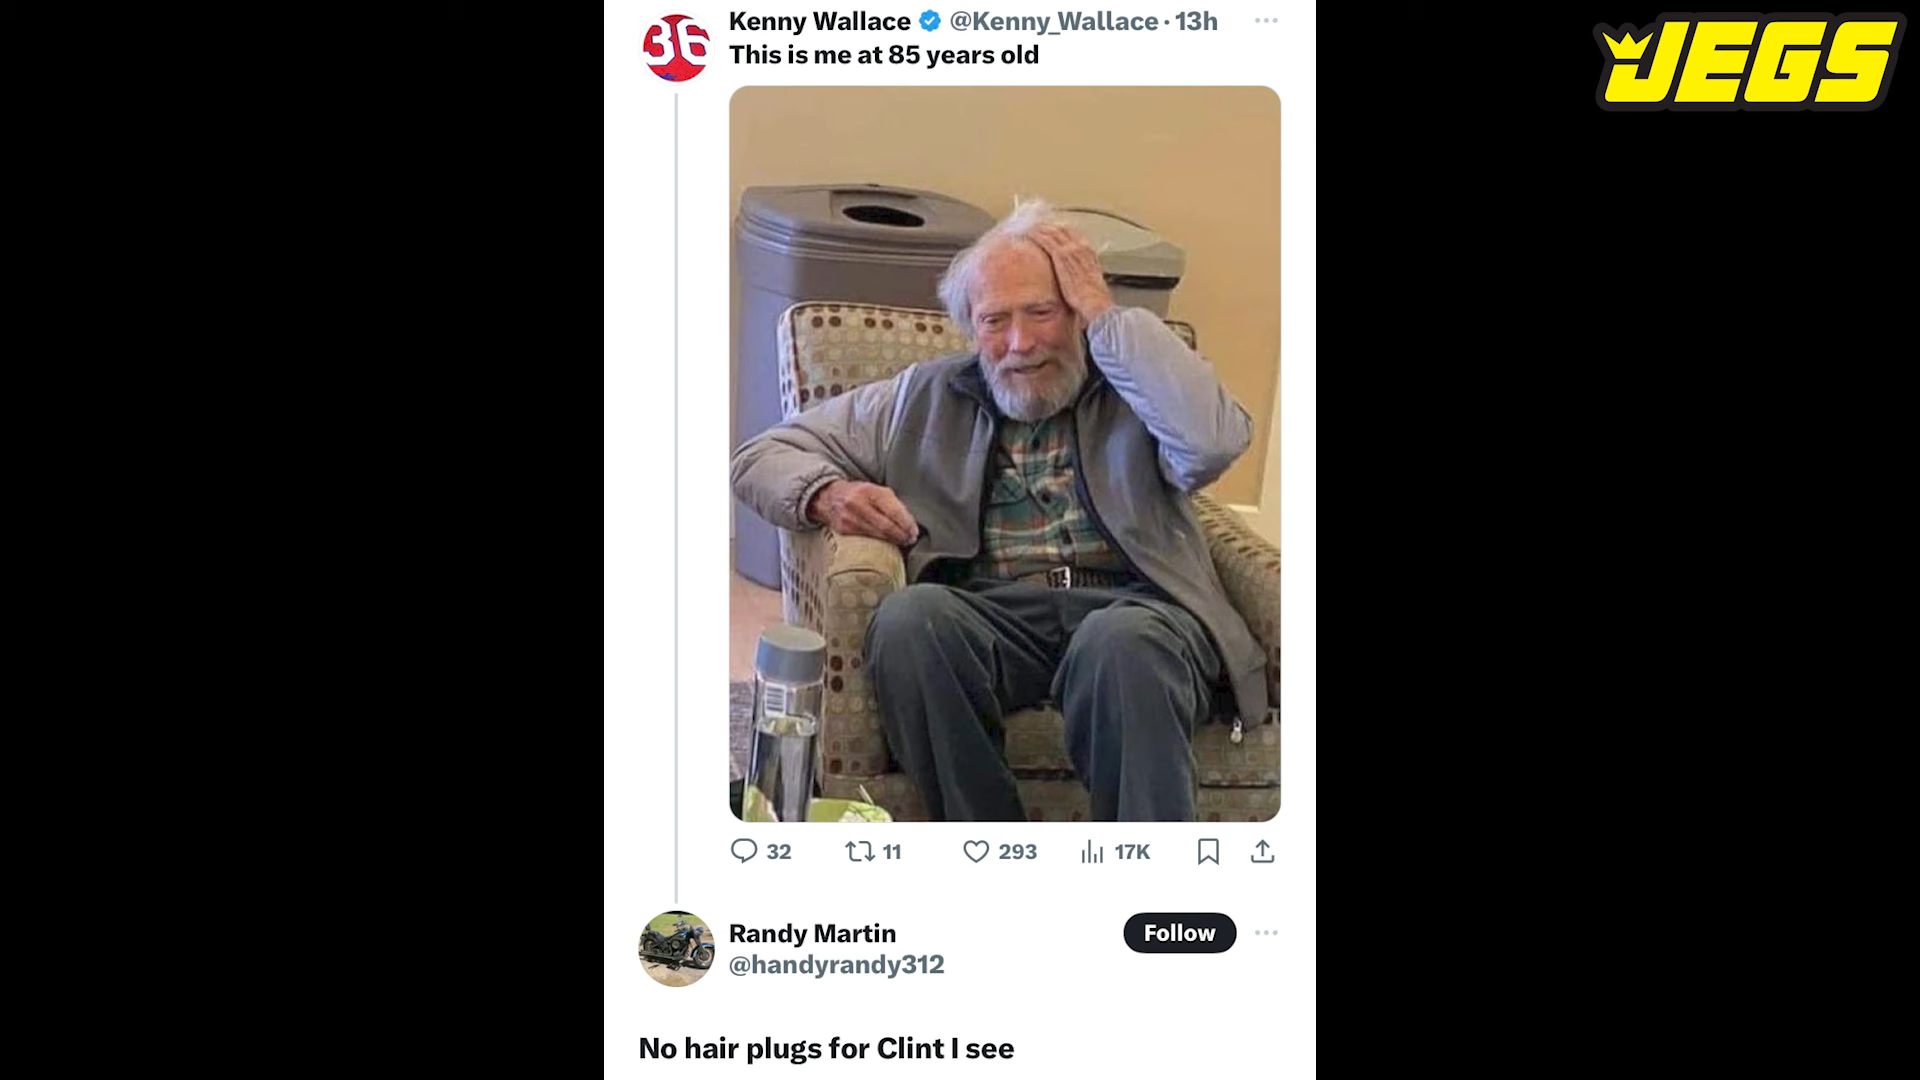 Kenny Wallace @Kenny_Wallace · 13h
This is me at 85 years old
36
JEGS
32 11 293 17K
Randy Martin
Follow
@handyrandy312
No hair plugs for Clint I see